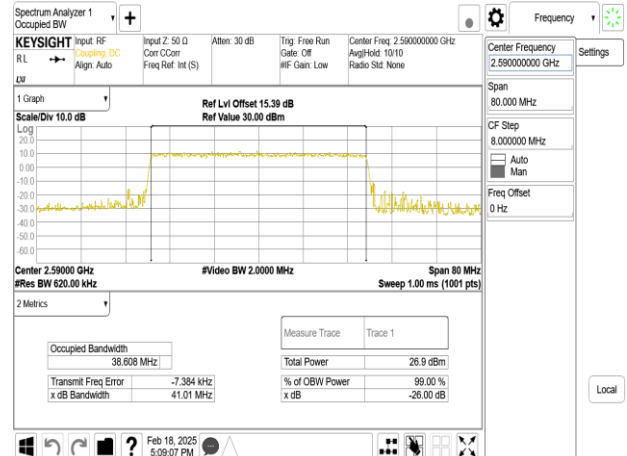 Spectrum Analyzer 1
Occupied BW
Frequency
KEYSIGHT
RL
Input: RF
Coupling: DC
Align: Auto
Input Z: 50 Ω
Corr CCorr
Freq Ref: Int (S)
Atten: 30 dB
Trig: Free Run
Gate: Off
#IF Gain: Low
Center Freq: 2.590000000 GHz
Avg|Hold: 10/10
Radio Std: None
Center Frequency
2.590000000 GHz
Settings
Span
80.000 MHz
CF Step
8.000000 MHz
Auto
Man
Freq Offset
0 Hz
1 Graph
Scale/Div 10.0 dB
Ref Lvl Offset 15.39 dB
Ref Value 30.00 dBm
Log
20.0
10.0
0.00
-10.0
-20.0
-30.0
-40.0
-50.0
-60.0
Center 2.59000 GHz
#Res BW 620.00 kHz
#Video BW 2.0000 MHz
Span 80 MHz
Sweep 1.00 ms (1001 pts)
2 Metrics
Measure Trace Trace 1
Occupied Bandwidth
38.608 MHz
Total Power 26.9 dBm
Transmit Freq Error -7.384 kHz
% of OBW Power 99.00 %
x dB Bandwidth 41.01 MHz
x dB -26.00 dB
Local
Feb 18, 2025
5:09:07 PM